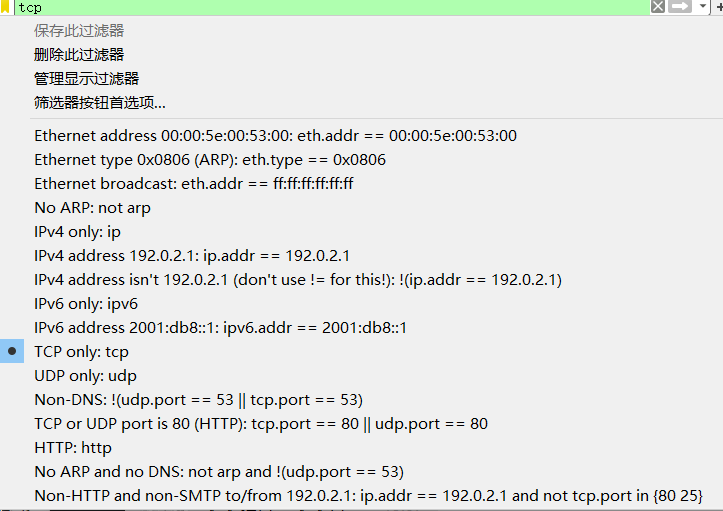 tcp
保存此过滤器
删除此过滤器
管理显示过滤器
筛选器按钮首选项...
Ethernet address 00:00:5e:00:53:00: eth.addr == 00:00:5e:00:53:00
Ethernet type 0x0806 (ARP): eth.type == 0x0806
Ethernet broadcast: eth.addr == ff:ff:ff:ff:ff:ff
No ARP: not arp
IPv4 only: ip
IPv4 address 192.0.2.1: ip.addr == 192.0.2.1
IPv4 address isn't 192.0.2.1 (don't use != for this!): !(ip.addr == 192.0.2.1)
IPv6 only: ipv6
IPv6 address 2001:db8::1: ipv6.addr == 2001:db8::1
TCP only: tcp
UDP only: udp
Non-DNS: !(udp.port == 53 || tcp.port == 53)
TCP or UDP port is 80 (HTTP): tcp.port == 80 || udp.port == 80
HTTP: http
No ARP and no DNS: not arp and !(udp.port == 53)
Non-HTTP and non-SMTP to/from 192.0.2.1: ip.addr == 192.0.2.1 and not tcp.port in {80 25}